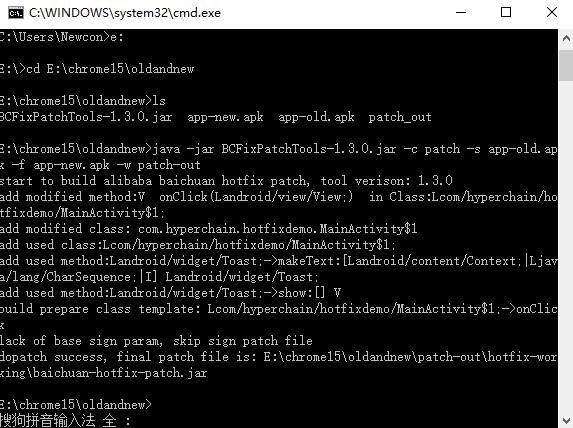 C:\WINDOWS\system32\cmd.exe
C:\Users\Newcon>e:
E:\>cd E:\chrome15\oldandnew
E:\chrome15\oldandnew>ls
BCFixPatchTools-1.3.0.jar  app-new.apk  app-old.apk  patch_out
E:\chrome15\oldandnew>java -jar BCFixPatchTools-1.3.0.jar -c patch -s app-old.ap
k -f app-new.apk -w patch-out
start to build alibaba baichuan hotfix patch, tool verison: 1.3.0
add modified method:V  onClick(Landroid/view/View;)  in Class:Lcom/hyperchain/ho
tfixdemo/MainActivity$1;
add modified class: com.hyperchain.hotfixdemo.MainActivity$1
add used class:Lcom/hyperchain/hotfixdemo/MainActivity$1;
add used method:Landroid/widget/Toast;->makeText:[Landroid/content/Context;|Ljav
a/lang/CharSequence;|I] Landroid/widget/Toast;
add used method:Landroid/widget/Toast;->show:[] V
build prepare class template: Lcom/hyperchain/hotfixdemo/MainActivity$1;->onClic
k
lack of base sign param, skip sign patch file
dopatch success, final patch file is: E:\chrome15\oldandnew\patch-out\hotfix-wor
king\baichuan-hotfix-patch.jar
E:\chrome15\oldandnew>
搜狗拼音输入法 全 :